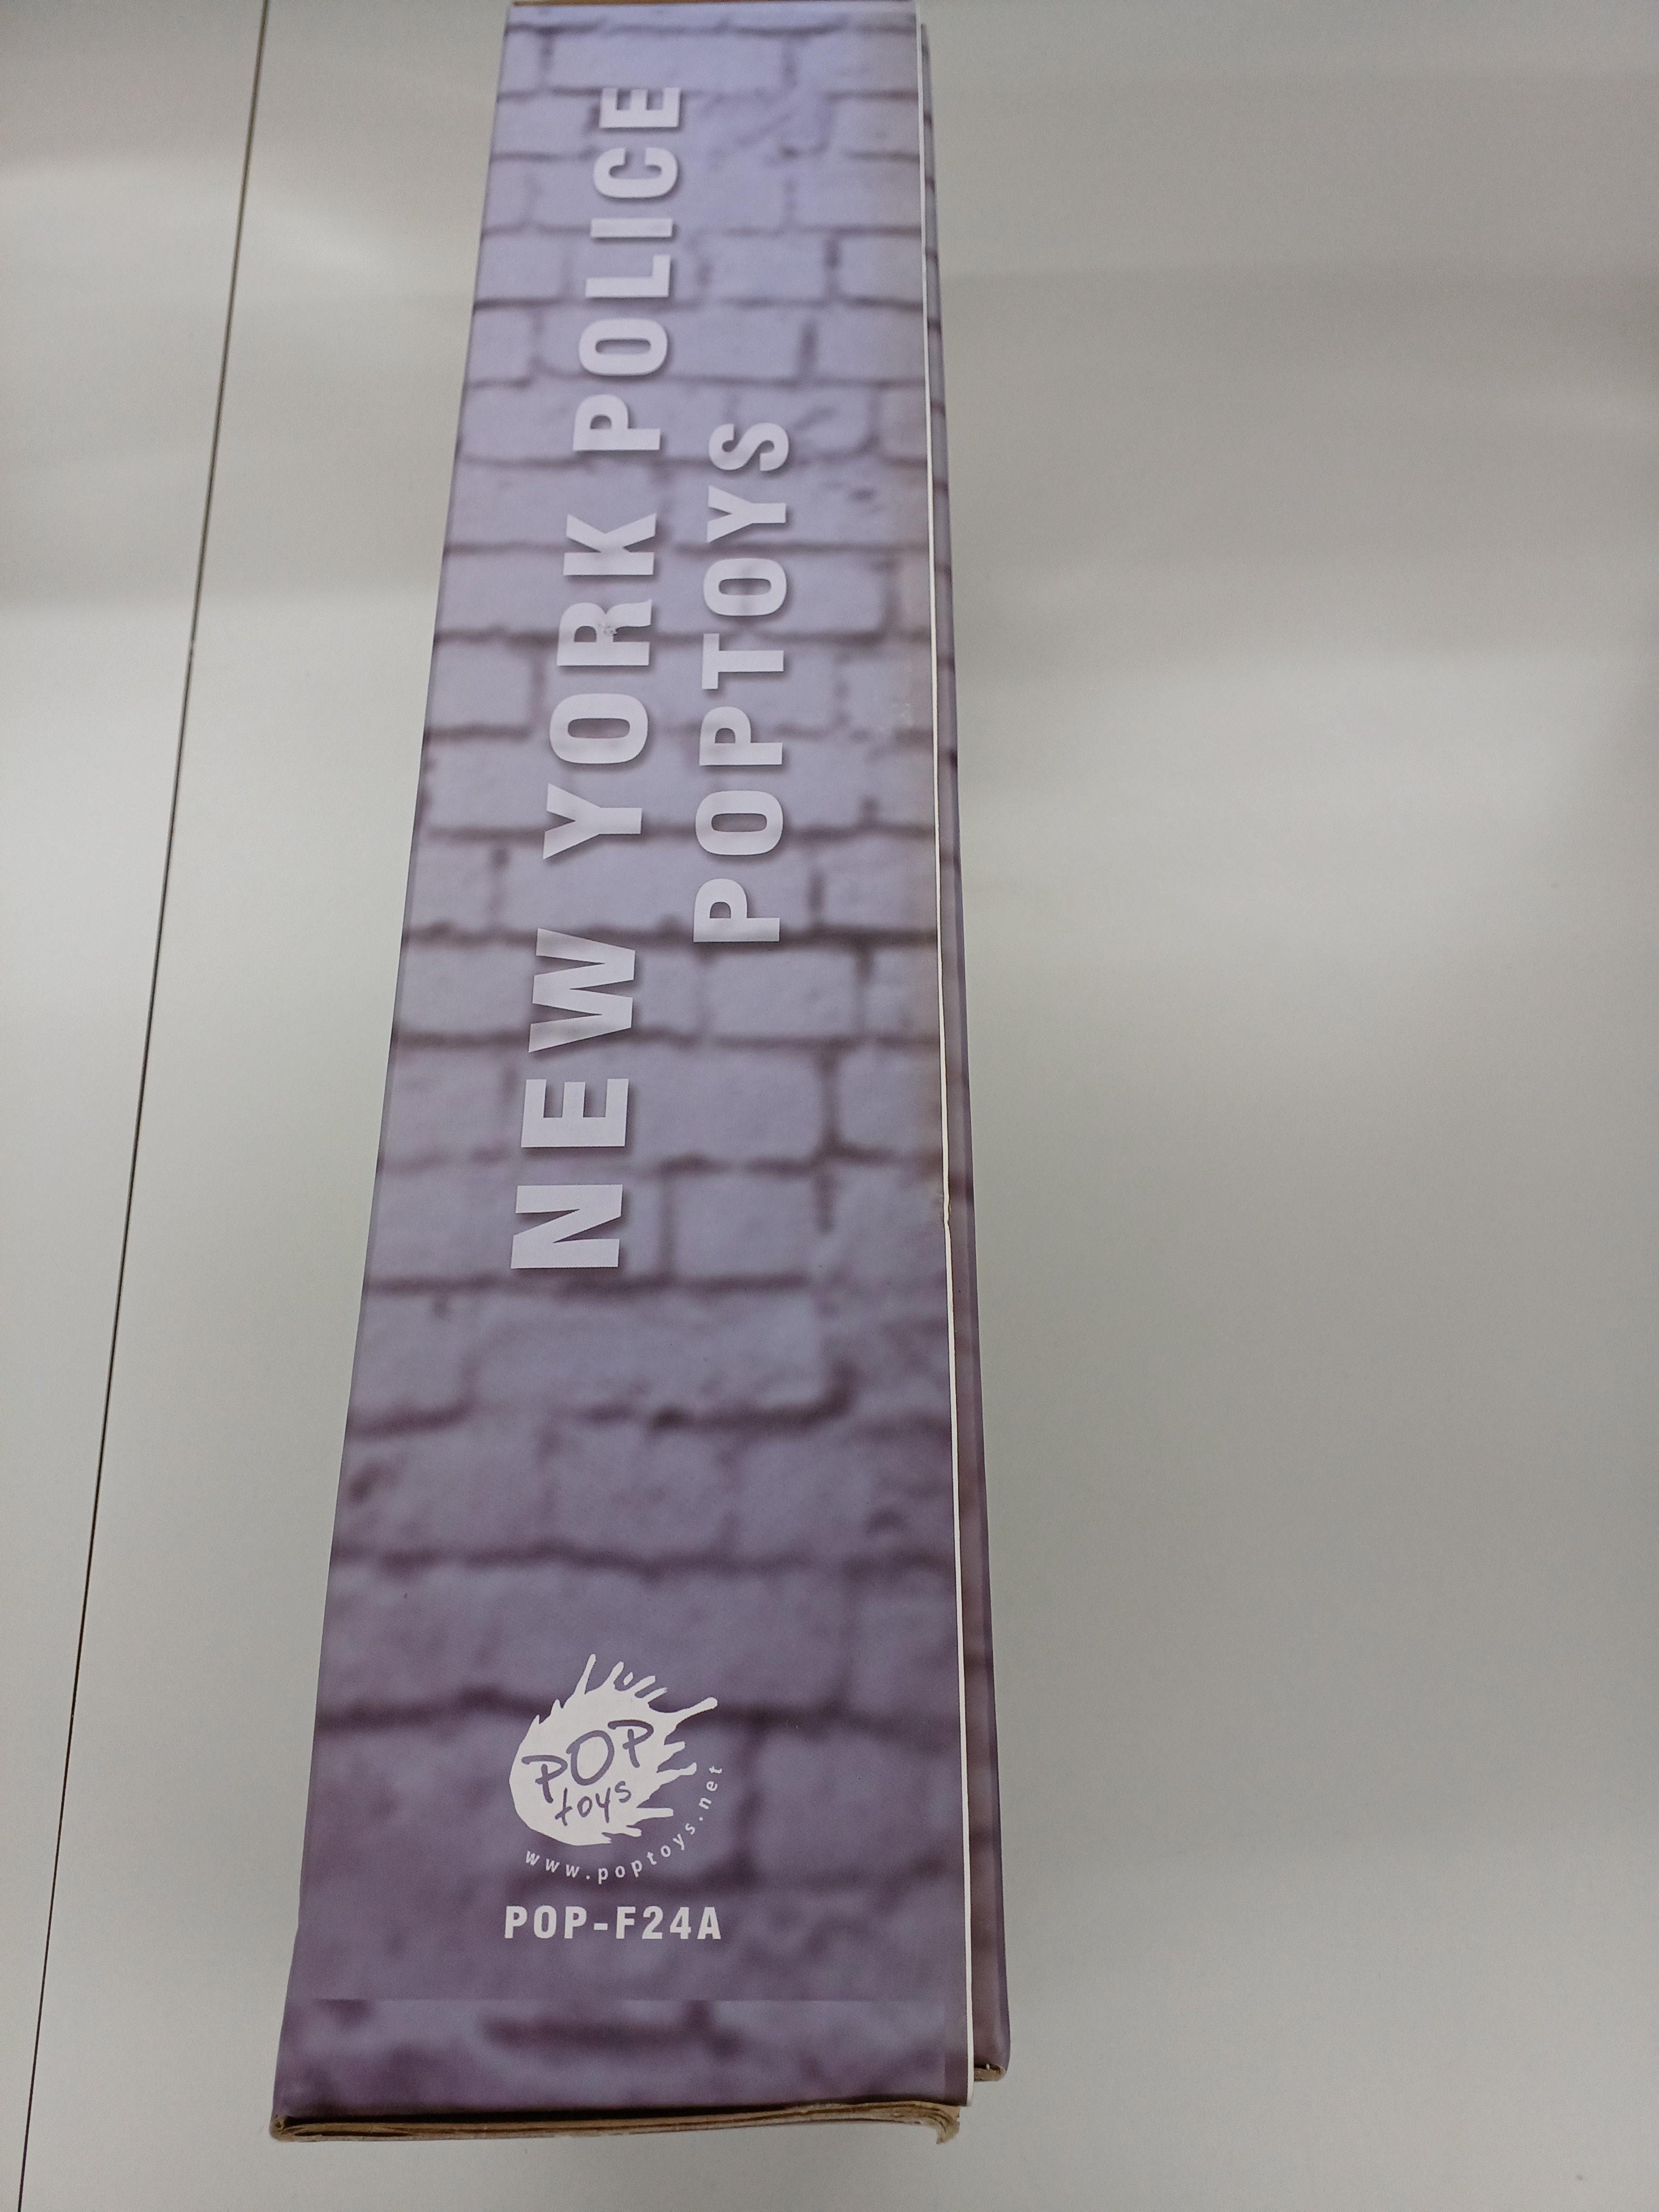 NEW YORK POLICE
POPTOYS
POP
toys
www.poptoys.net
POP-F24A